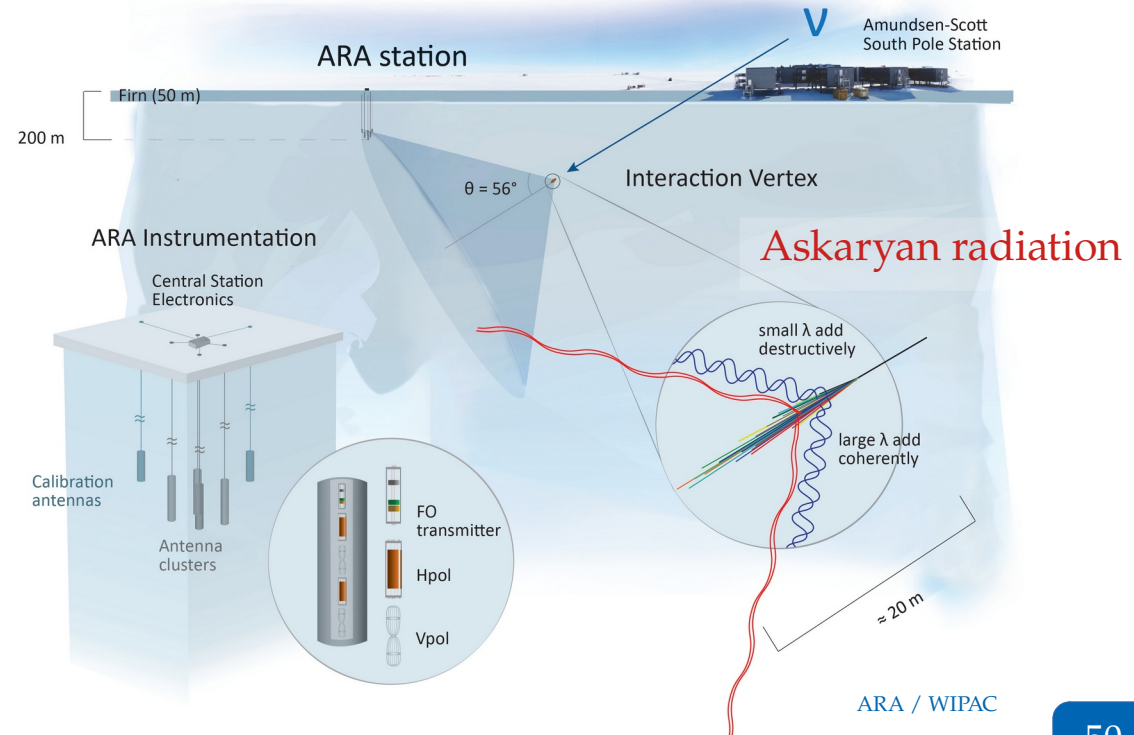 ν
Amundsen-Scott
South Pole Station
ARA station
Firn (50 m)
200 m
θ = 56°
Interaction Vertex
ARA Instrumentation
Askaryan radiation
Central Station
Electronics
small λ add
destructively
large λ add
coherently
Calibration
antennas
Antenna
clusters
FO
transmitter
Hpol
Vpol
≈ 20 m
ARA / WIPAC
50